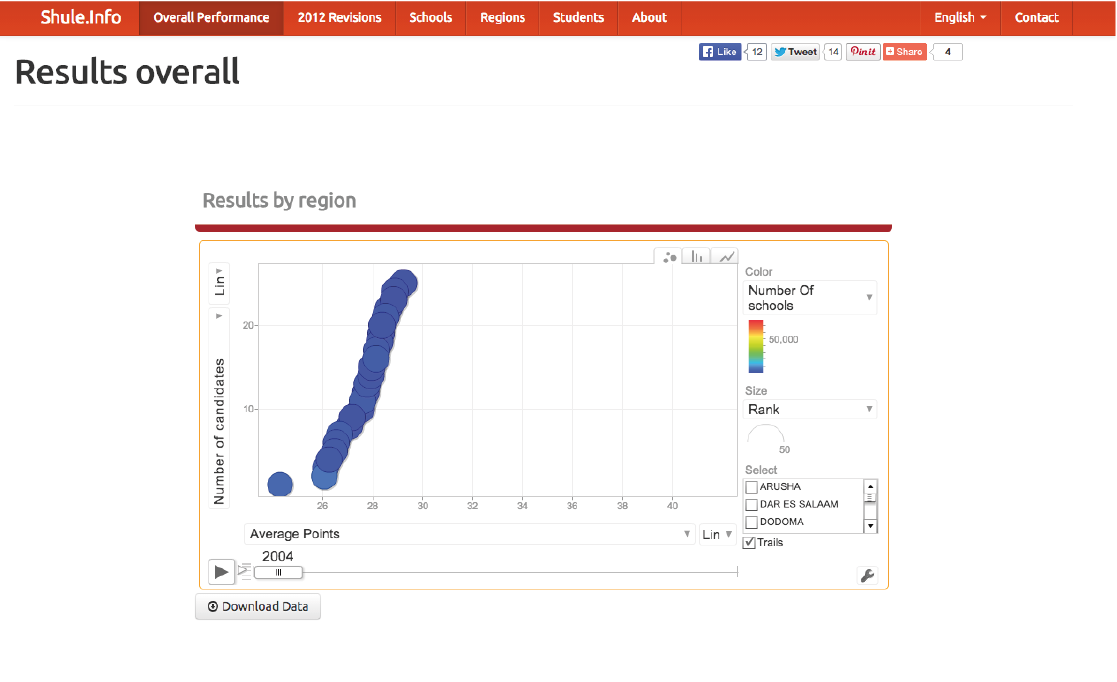 Shule.Info Overall Performance 2012 Revisions Schools Regions Students About English Contact
Like 12 Tweet 14 Pinit Share 4
Results overall
Results by region
Lin
Number of candidates
20
10
26 28 30 32 34 36 38 40
Average Points Lin
2004
Color
Number Of
schools
50,000
Size
Rank
50
Select
ARUSHA
DAR ES SALAAM
DODOMA
Trails
Download Data